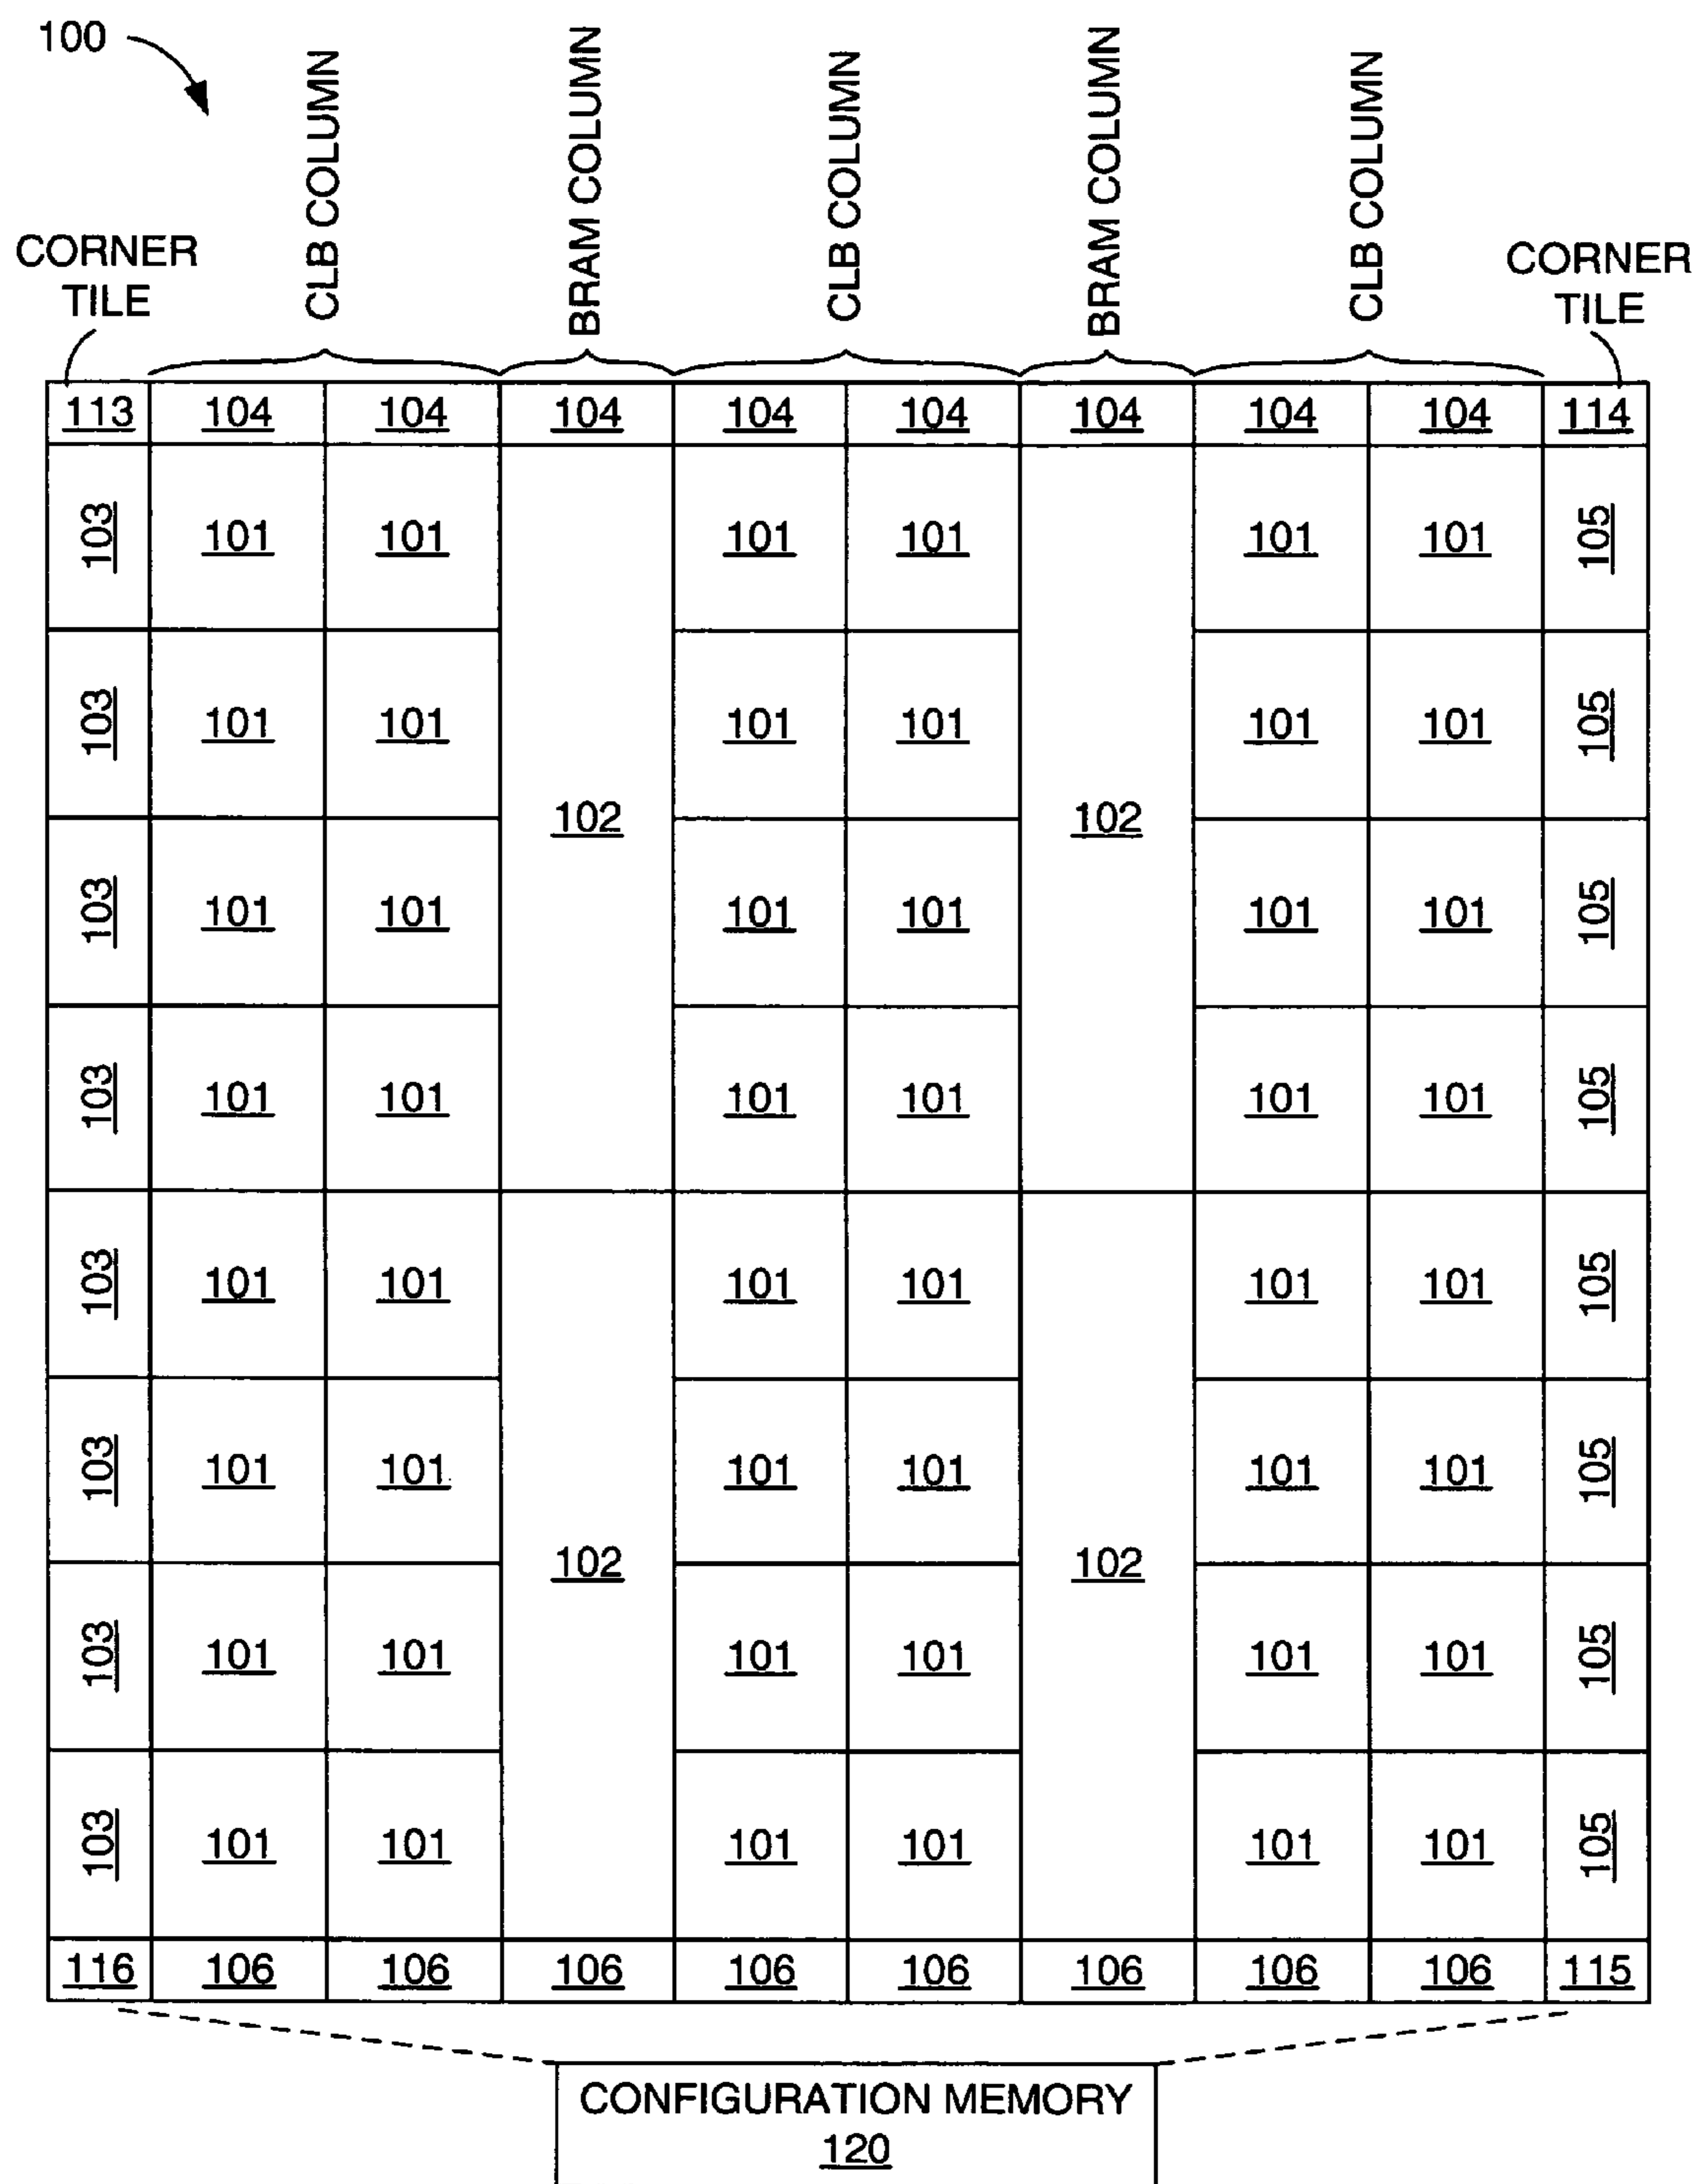 100
CLB COLUMN
BRAM COLUMN
CLB COLUMN
BRAM COLUMN
CLB COLUMN
CORNER
TILE
CORNER
TILE
113 104 104 104 104 104 104 104 104 114
103 101 101 101 101 101 101 105
103 101 101 101 101 101 101 105
102 102
103 101 101 101 101 101 101 105
103 101 101 101 101 101 101 105
103 101 101 101 101 101 101 105
103 101 101 101 101 101 101 105
102 102
103 101 101 101 101 101 101 105
103 101 101 101 101 101 101 105
116 106 106 106 106 106 106 106 106 115
CONFIGURATION MEMORY
120